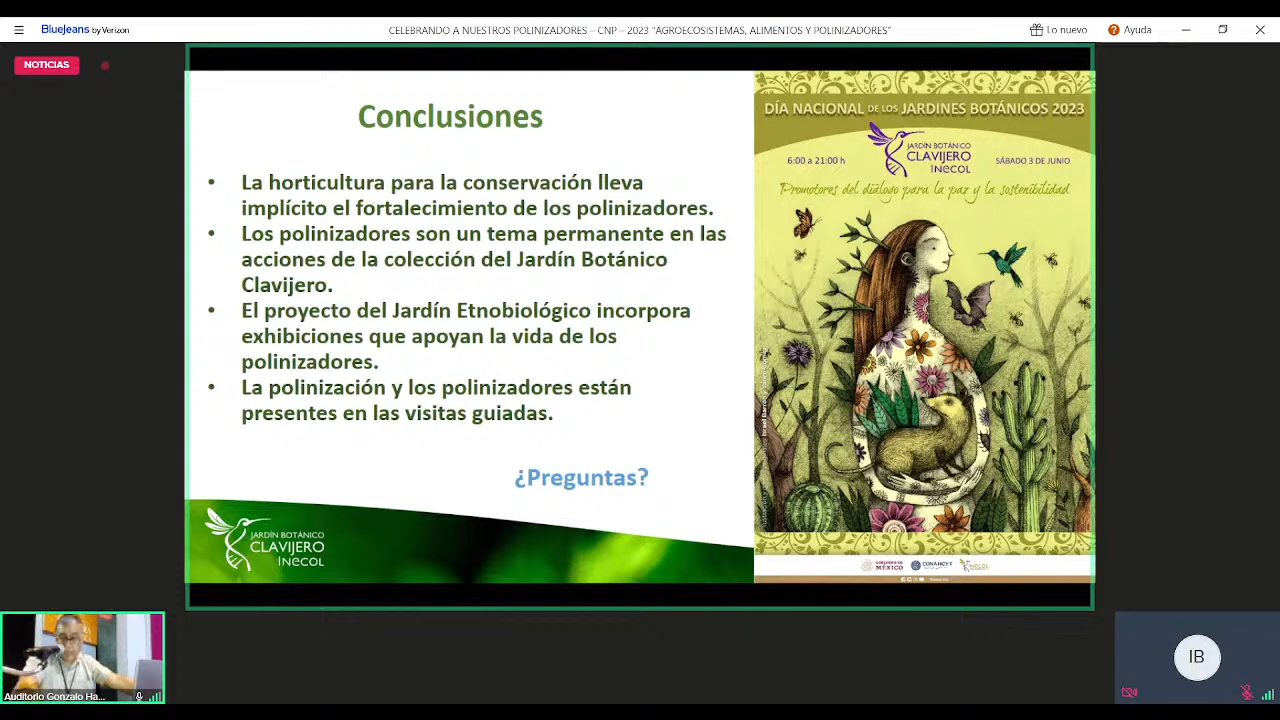 BlueJeans by Verizon
CELEBRANDO A NUESTROS POLINIZADORES – CNP – 2023 "AGROECOSISTEMAS, ALIMENTOS Y POLINIZADORES"
Lo nuevo
Ayuda
NOTICIAS
Conclusiones
• La horticultura para la conservación lleva
implícito el fortalecimiento de los polinizadores.
• Los polinizadores son un tema permanente en las
acciones de la colección del Jardín Botánico
Clavijero.
• El proyecto del Jardín Etnobiológico incorpora
exhibiciones que apoyan la vida de los
polinizadores.
• La polinización y los polinizadores están
presentes en las visitas guiadas.
¿Preguntas?
JARDÍN BOTÁNICO
CLAVIJERO
INECOL
DÍA NACIONAL DE LOS JARDINES BOTÁNICOS 2023
6:00 a 21:00 h
JARDÍN BOTÁNICO
CLAVIJERO
INECOL
SÁBADO 3 DE JUNIO
Promotores del diálogo para la paz y la sostenibilidad
GOBIERNO DE
MÉXICO
CONAHCYT
INECOL
Auditorio Gonzalo Ha...
IB